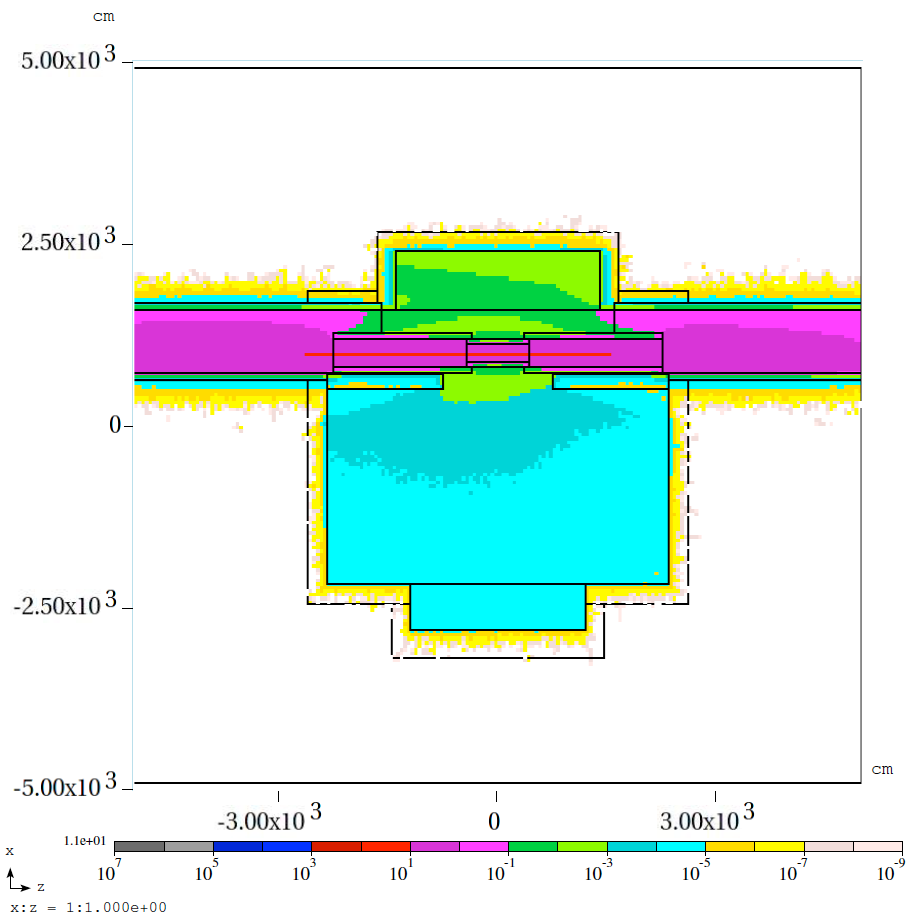 cm
5.00x10^3
2.50x10^3
0
-2.50x10^3
cm
-5.00x10^3
-3.00x10^3 0 3.00x10^3
1.1e+01
10^7 10^5 10^3 10^1 10^-1 10^-3 10^-5 10^-7 10^-9
x
z
x:z = 1:1.000e+00